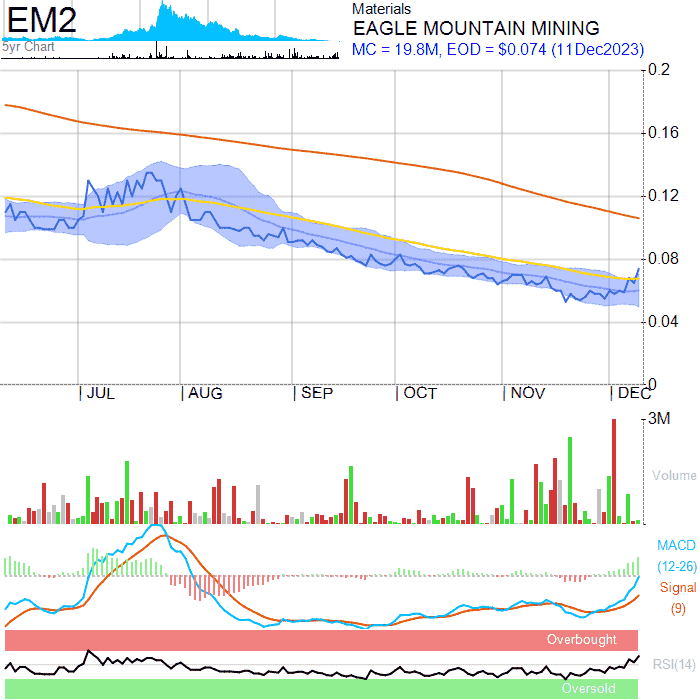 EM2
5yr Chart
Materials
EAGLE MOUNTAIN MINING
MC = 19.8M, EOD = $0.074 (11Dec2023)
0.2
0.16
0.12
0.08
0.04
0
JUL
AUG
SEP
OCT
NOV
DEC
3M
Volume
MACD
(12-26)
Signal
(9)
Overbought
RSI(14)
Oversold